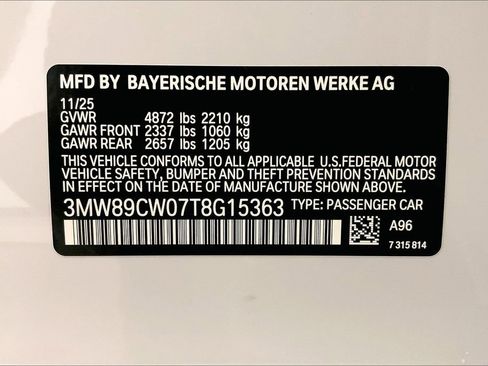 MFD BY BAYERISCHE MOTOREN WERKE AG
11/25
GVWR 4872 lbs 2210 kg
GAWR FRONT 2337 lbs 1060 kg
GAWR REAR 2657 lbs 1205 kg
THIS VEHICLE CONFORMS TO ALL APPLICABLE U.S.FEDERAL MOTOR
VEHICLE SAFETY, BUMPER AND THEFT PREVENTION STANDARDS
IN EFFECT ON THE DATE OF MANUFACTURE SHOWN ABOVE.
3MW89CW07T8G15363 TYPE: PASSENGER CAR
A96
7 315 814